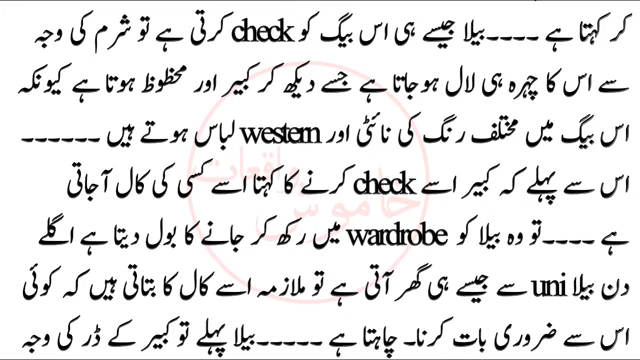 کر کہتا ہے ۔۔۔۔بیلا جیسے ہی اس بیگ کو check کرتی ہے تو شرم کی وجہ
سے اس کا چہرہ ہی لال ہو جاتا ہے جسے دیکھ کر کبیر اور محظوظ ہوتا ہے کیونکہ
اس بیگ میں مختلف رنگ کی نائٹی اور western لباس ہوتے ہیں ۔۔۔۔۔۔
اس سے پہلے کہ کبیر اسے check کرنے کا کہتا اسے کسی کی کال آجاتی
ہے ۔۔۔۔تو وہ بیلا کو wardrobe میں رکھ کر جانے کا بول دیتا ہے اگلے
دن بیلا uni سے جیسے ہی گھر آتی ہے تو ملازمہ اسے کال کا بتاتی ہیں کہ کوئی
اس سے ضروری بات کرنا۔ چاہتا ہے ۔۔۔۔۔بیلا پہلے تو کبیر کے ڈر کی وجہ